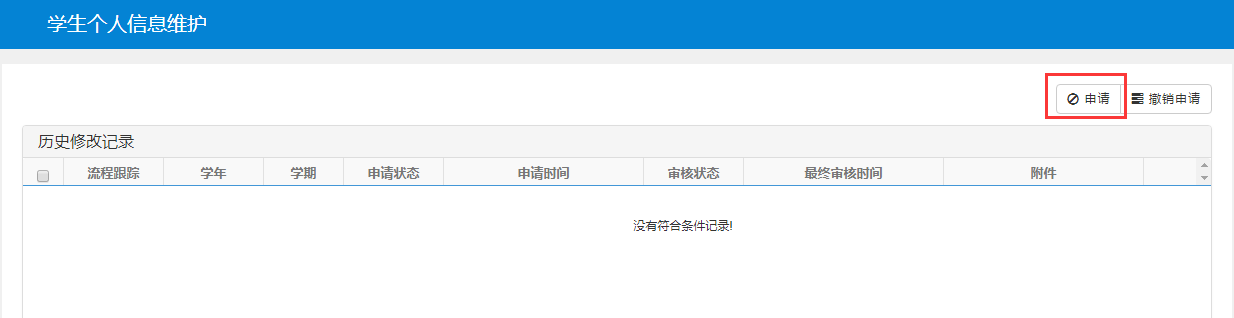 学生个人信息维护
申请 撤销申请
历史修改记录
流程跟踪 学年 学期 申请状态 申请时间 审核状态 最终审核时间 附件
没有符合条件记录!